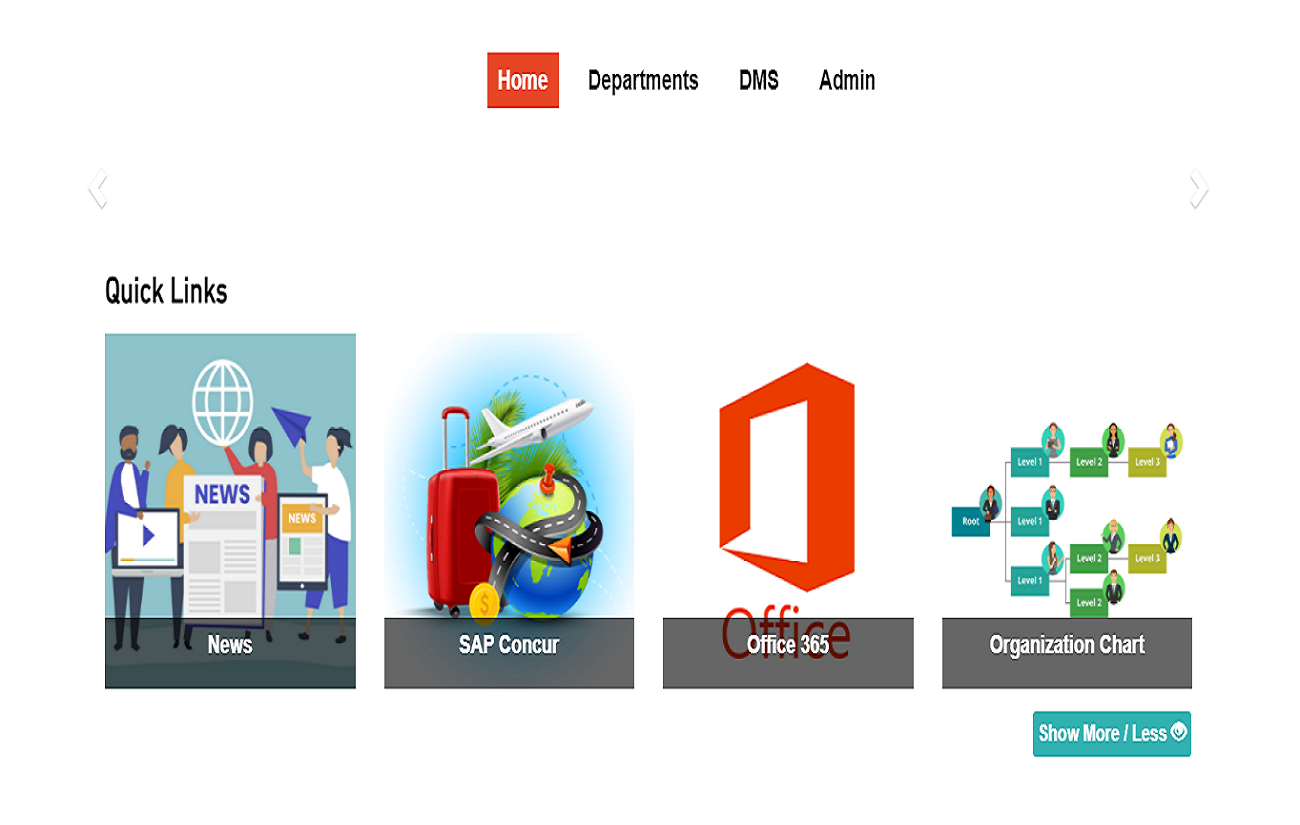 Home Departments DMS Admin
Quick Links
NEWS
NEWS
Level 1 Level 2 Level 3
Root Level 1
Level 2 Level 3
Level 1
Level 2
Office
News SAP Concur Office 365 Organization Chart
Show More / Less